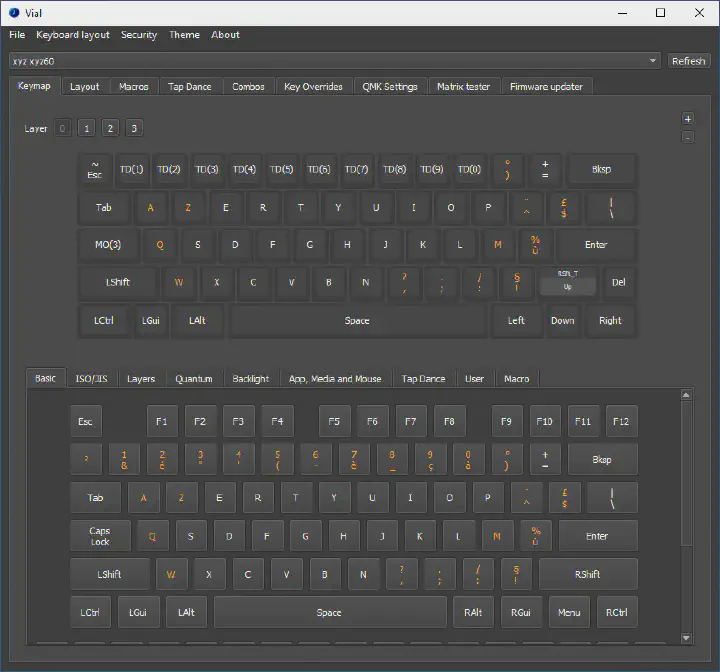 Vial
File Keyboard layout Security Theme About
xyz xyz60 Refresh
Keymap Layout Macros Tap Dance Combos Key Overrides QMK Settings Matrix tester Firmware updater
+
Layer 0 1 2 3
-
~ Esc TD(1) TD(2) TD(3) TD(4) TD(5) TD(6) TD(7) TD(8) TD(9) TD(0) ° ) + = Bksp
Tab A Z E R T Y U I O P ¨ ^ £ $ | \
MO(3) Q S D F G H J K L M % ù Enter
LShift W X C V B N ? , . ; / : § ! RSft_T Up Del
LCtrl LGui LAlt Space Left Down Right
Basic ISO/JIS Layers Quantum Backlight App, Media and Mouse Tap Dance User Macro
Esc F1 F2 F3 F4 F5 F6 F7 F8 F9 F10 F11 F12
² 1 & 2 é 3 " 4 ' 5 ( 6 - 7 è 8 _ 9 ç 0 à ° ) + = Bksp
Tab A Z E R T Y U I O P ¨ ^ £ $ | \
Caps Lock Q S D F G H J K L M % ù Enter
LShift W X C V B N ? , . ; / : § ! RShift
LCtrl LGui LAlt Space RAlt RGui Menu RCtrl